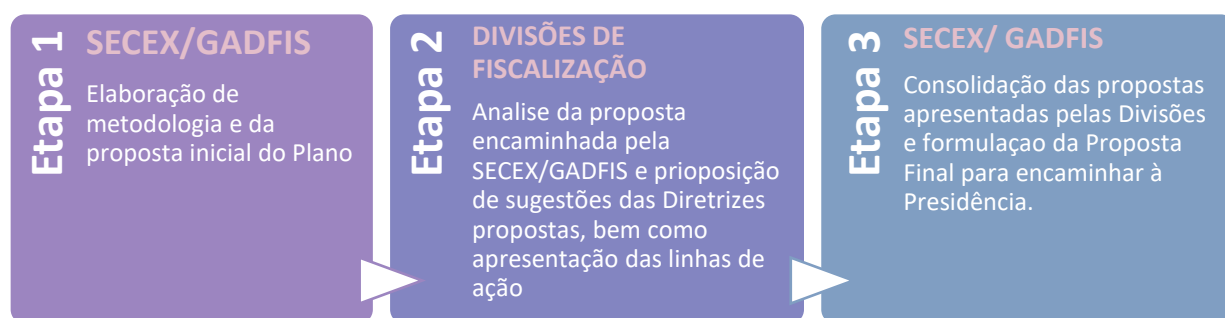 Etapa 1
SECEX/GADFIS
Elaboração de
metodologia e da
proposta inicial do Plano
Etapa 2
DIVISÕES DE
FISCALIZAÇÃO
Analise da proposta
encaminhada pela
SECEX/GADFIS e prioposição
de sugestões das Diretrizes
propostas, bem como
apresentação das linhas de
ação
Etapa 3
SECEX/ GADFIS
Consolidação das propostas
apresentadas pelas Divisões
e formulaçao da Proposta
Final para encaminhar à
Presidência.